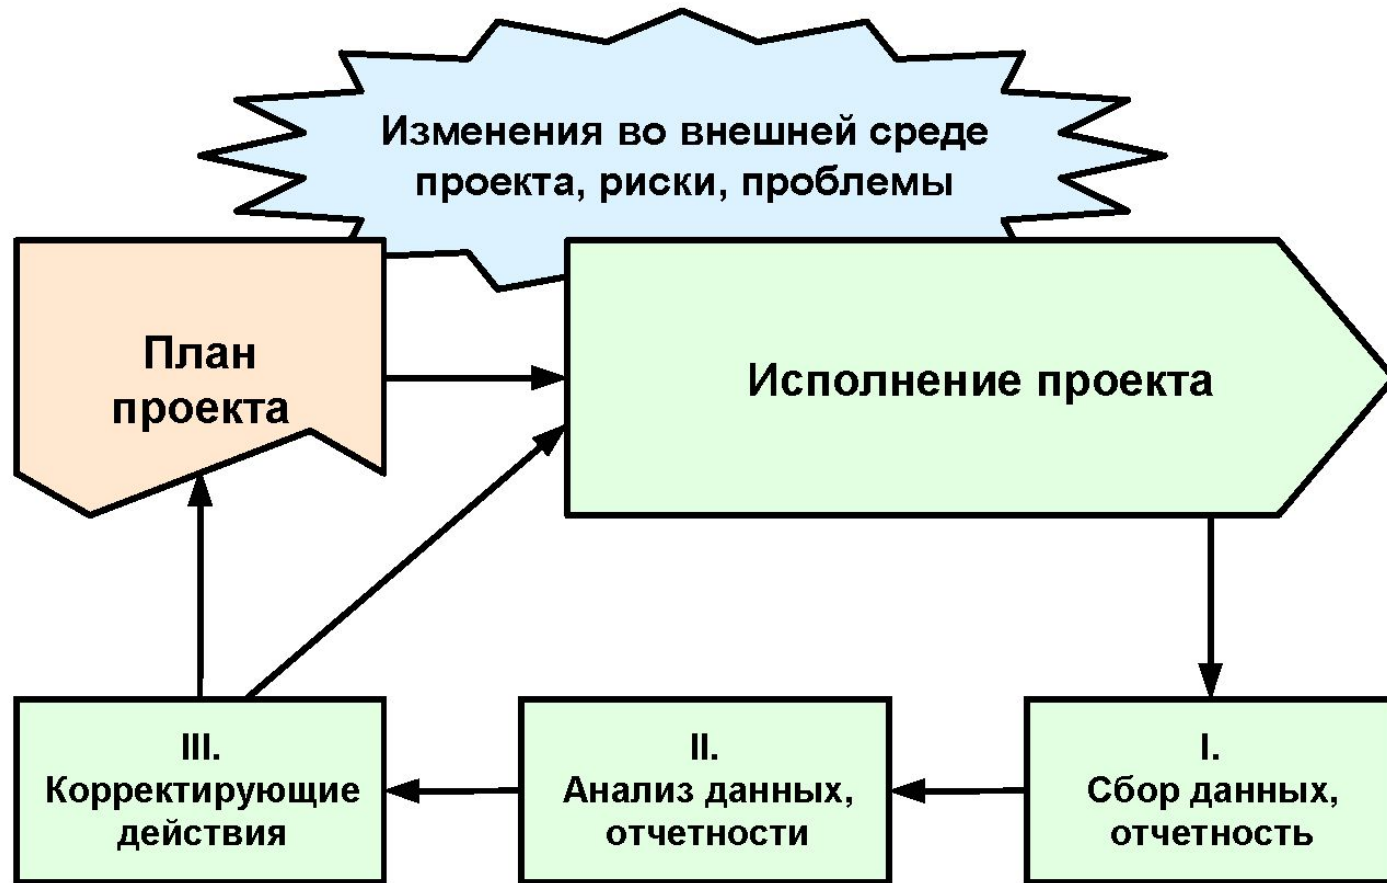 Изменения во внешней среде
проекта, риски, проблемы
План
проекта
Исполнение проекта
III.
Корректирующие
действия
II.
Анализ данных,
отчетности
I.
Сбор данных,
отчетность